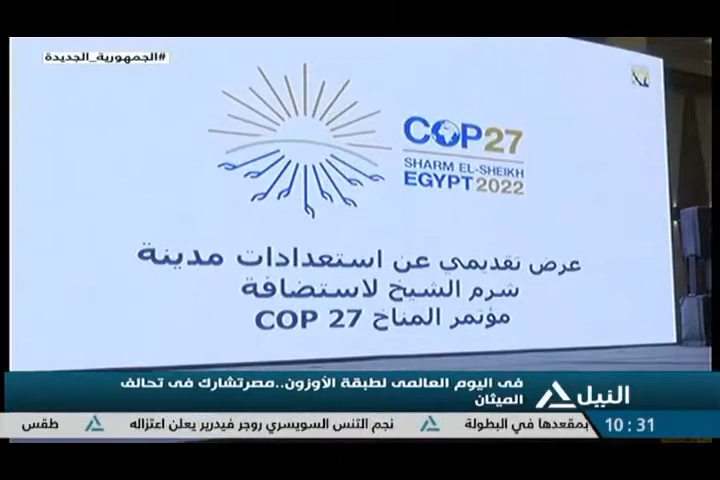 #الجمهورية_الجديدة
COP27
SHARM EL-SHEIKH
EGYPT 2022
عرض تقديمي عن استعدادات مدينة
شرم الشيخ لاستضافة
مؤتمر المناخ COP 27
فى اليوم العالمى لطبقة الأوزون..مصرتشارك فى تحالف
الميثان
النيل
10:31
بمقعدها في البطولة
نجم التنس السويسري روجر فيدرير يعلن اعتزاله
طقس